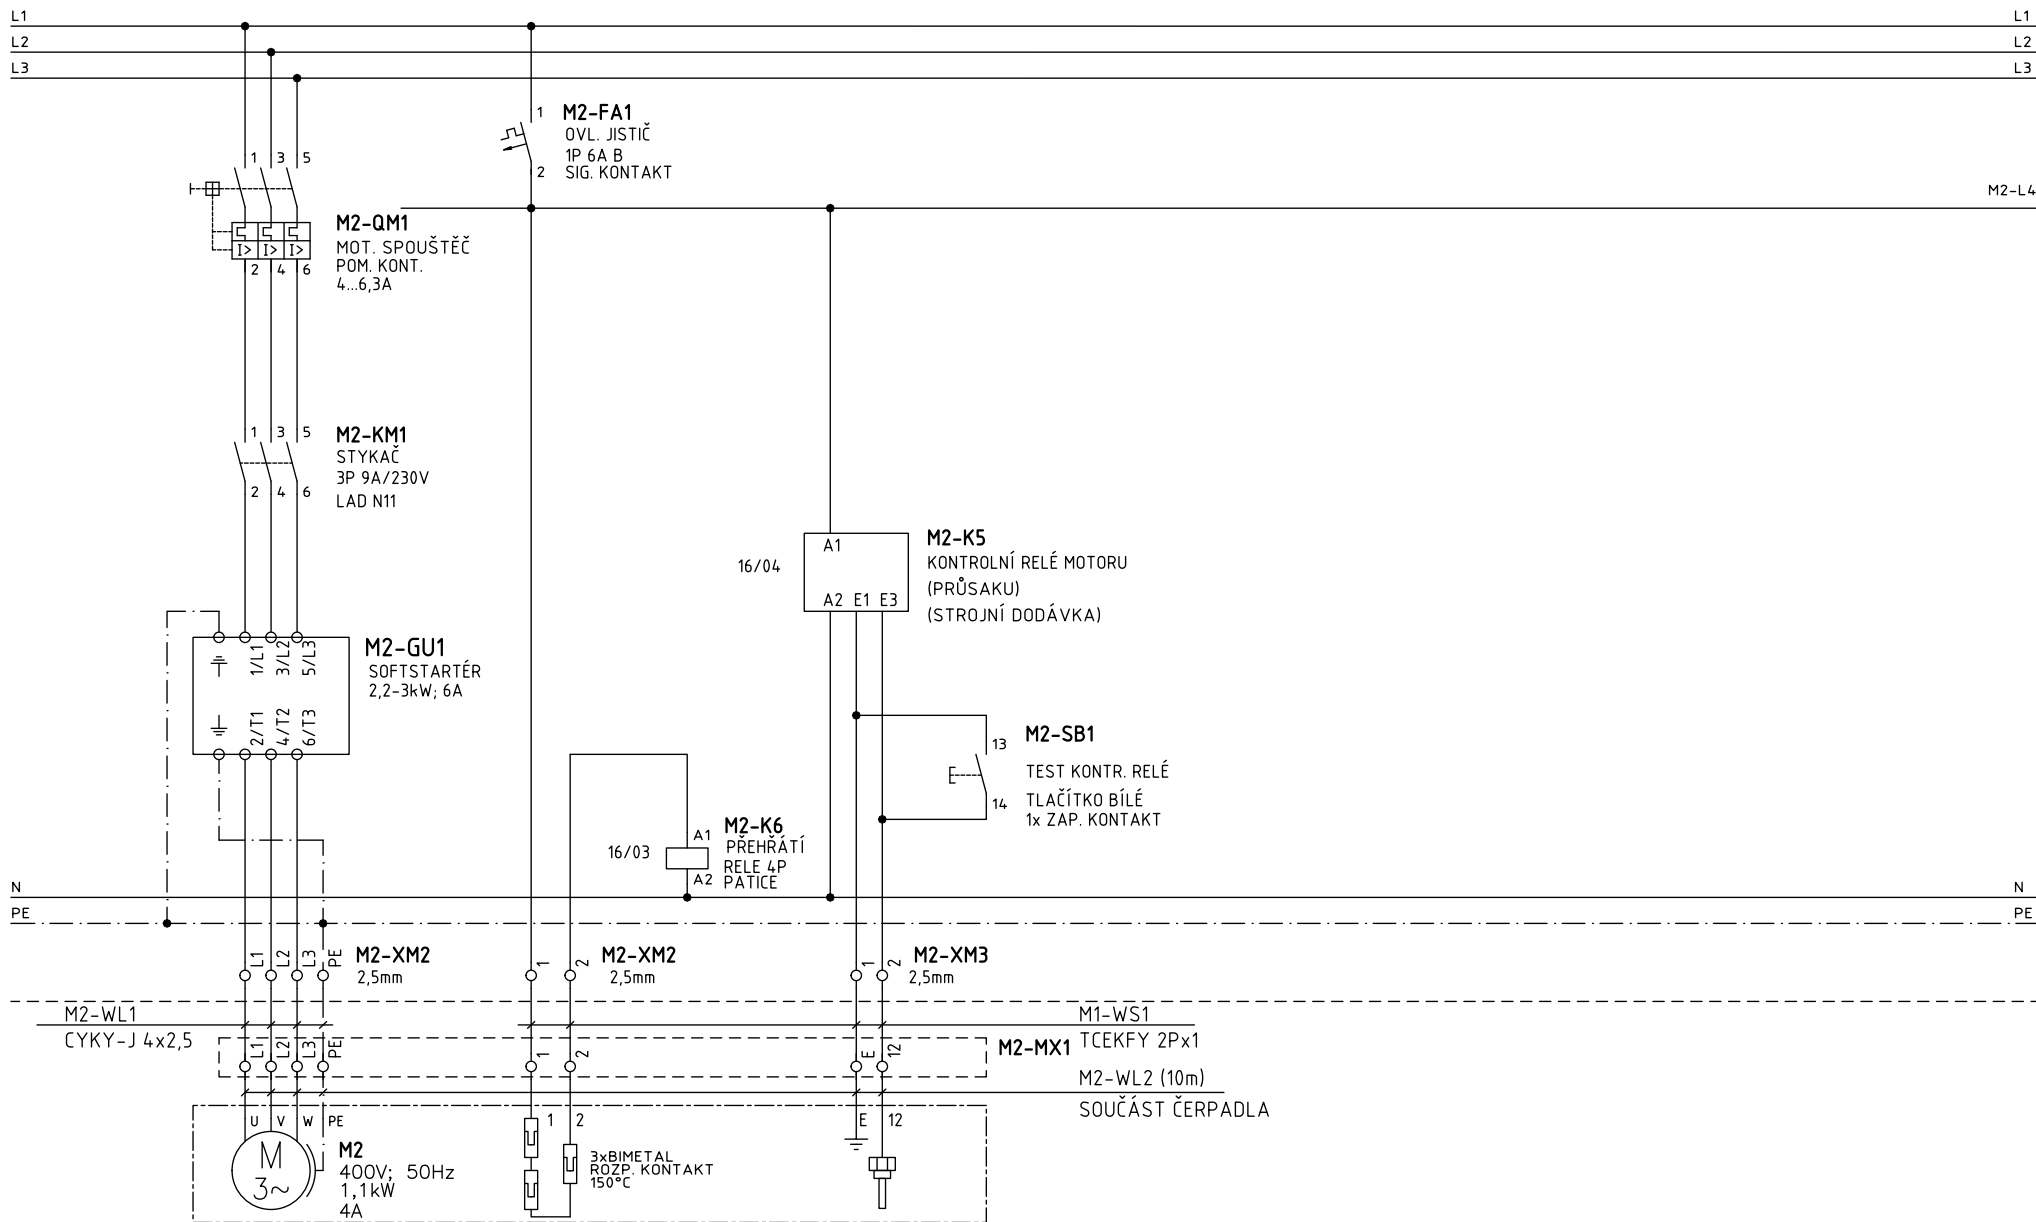 L1 L1
L2 L2
L3 L3
1 M2-FA1
OVL. JISTIČ
1P 6A B
2 SIG. KONTAKT
1 3 5
M2-L4
M2-QM1
MOT. SPOUŠTĚČ
POM. KONT.
4...6,3A
I> I> I>
2 4 6
1 3 5
M2-KM1
STYKAČ
3P 9A/230V
LAD N11
2 4 6
16/04
A1
A2 E1 E3
M2-K5
KONTROLNÍ RELÉ MOTORU
(PRŮSAKU)
(STROJNÍ DODÁVKA)
1/L1 3/L2 5/L3
2/T1 4/T2 6/T3
M2-GU1
SOFTSTARTÉR
2,2-3kW; 6A
13
14
M2-SB1
TEST KONTR. RELÉ
TLAČÍTKO BÍLÉ
1x ZAP. KONTAKT
16/03
A1
A2
M2-K6
PŘEHŘÁTÍ
RELE 4P
PATICE
N N
PE PE
L1 L2 L3 PE
M2-XM2
2,5mm
1 2
M2-XM2
2,5mm
1 2
M2-XM3
2,5mm
M2-WL1
CYKY-J 4x2,5
M1-WS1
TCEKFY 2Px1
L1 L2 L3 PE
1 2
E 12
M2-MX1
M2-WL2 (10m)
SOUČÁST ČERPADLA
U V W PE
M
3~
M2
400V; 50Hz
1,1kW
4A
1 2
3xBIMETAL
ROZP. KONTAKT
150°C
E 12